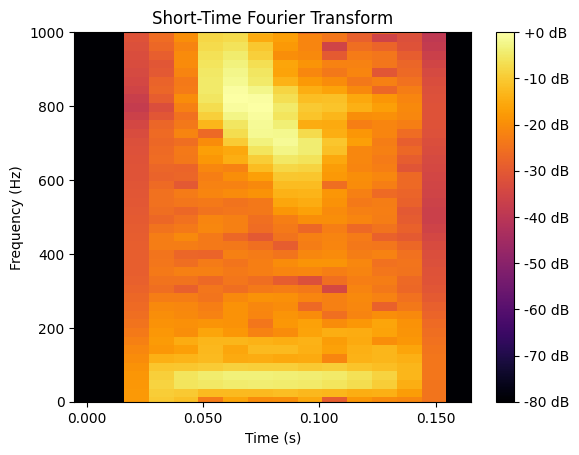 Short-Time Fourier Transform
1000
800
600
400
200
0
Frequency (Hz)
0.000
0.050
0.100
0.150
Time (s)
+0 dB
-10 dB
-20 dB
-30 dB
-40 dB
-50 dB
-60 dB
-70 dB
-80 dB